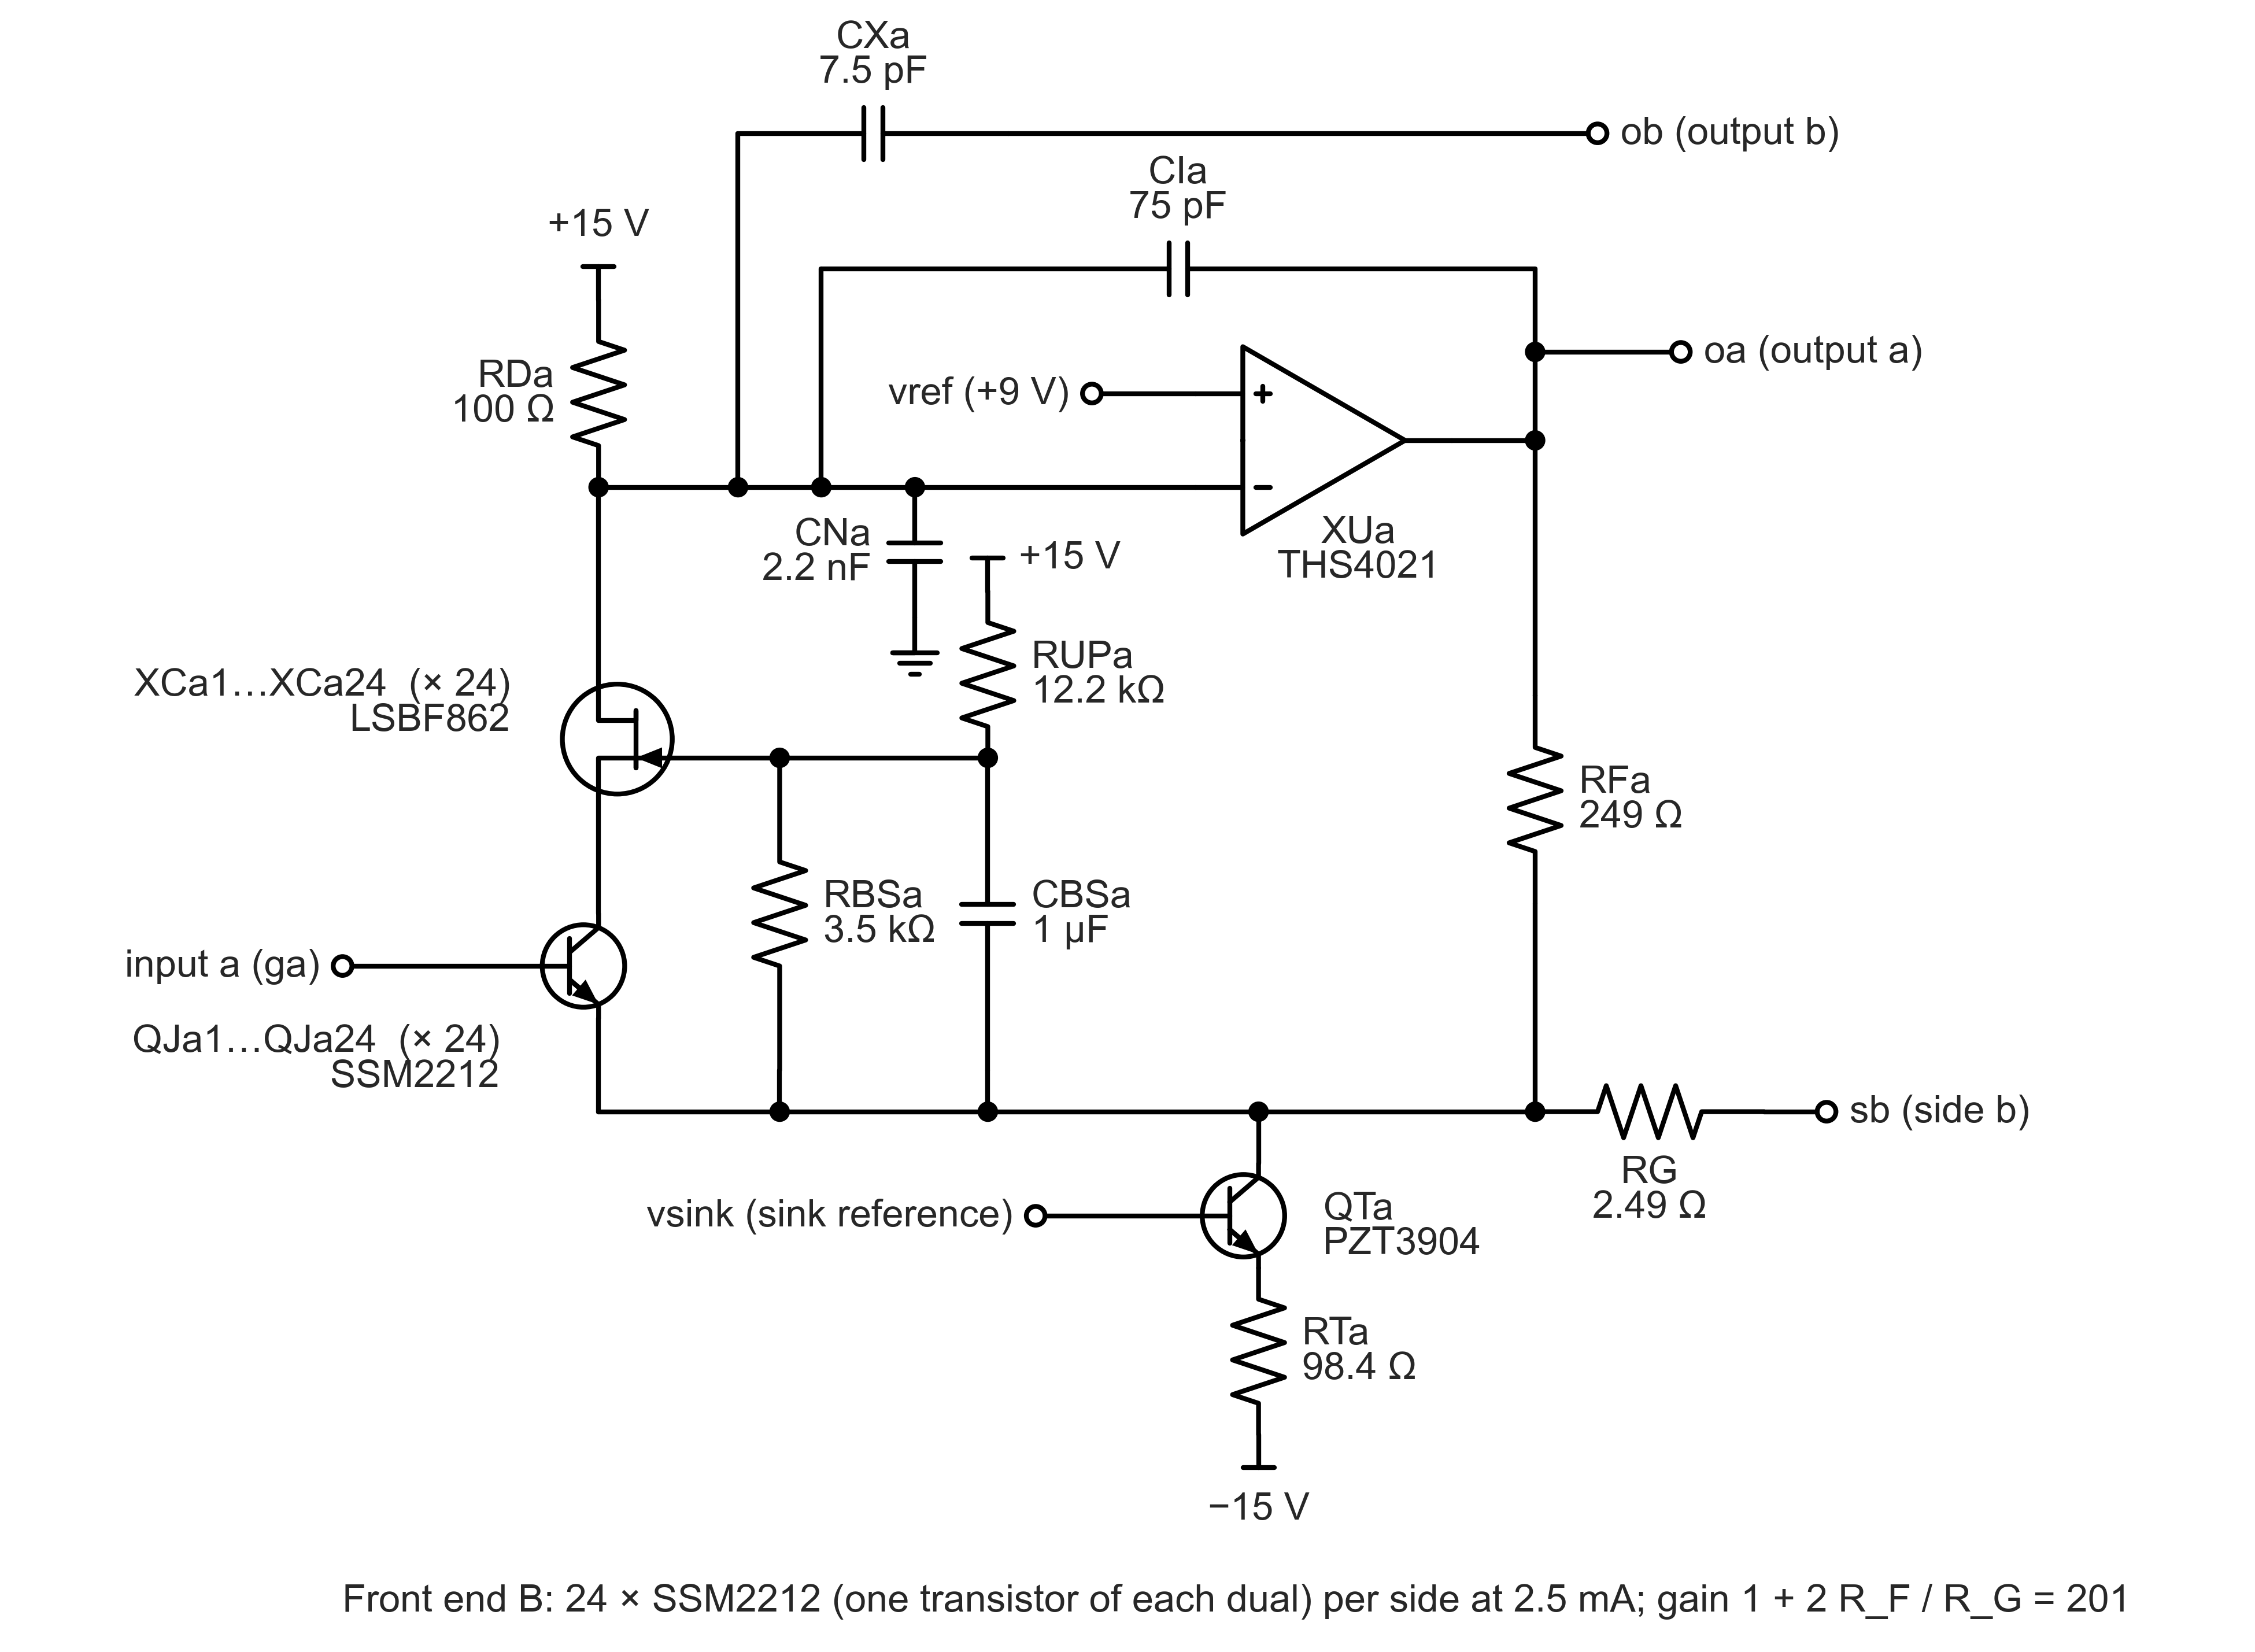 CXa
7.5 pF
ob (output b)
CIa
75 pF
+15 V
oa (output a)
RDa
100 Ω
vref (+9 V)
+
−
CNa
2.2 nF
XUa
THS4021
+15 V
RUPa
12.2 kΩ
XCa1…XCa24 (× 24)
LSBF862
RFa
249 Ω
RBSa
3.5 kΩ
CBSa
1 µF
input a (ga)
QJa1…QJa24 (× 24)
SSM2212
sb (side b)
RG
2.49 Ω
vsink (sink reference)
QTa
PZT3904
RTa
98.4 Ω
−15 V
Front end B: 24 × SSM2212 (one transistor of each dual) per side at 2.5 mA; gain 1 + 2 R_F / R_G = 201